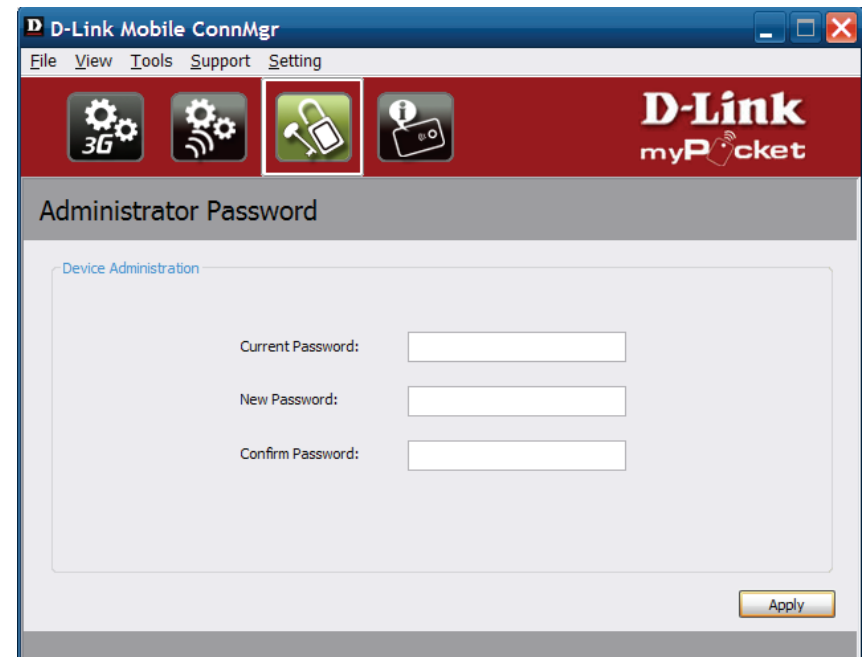 D D-Link Mobile ConnMgr
File View Tools Support Setting
3G
i
D-Link
myPocket
Administrator Password
Device Administration
Current Password:
New Password:
Confirm Password:
Apply